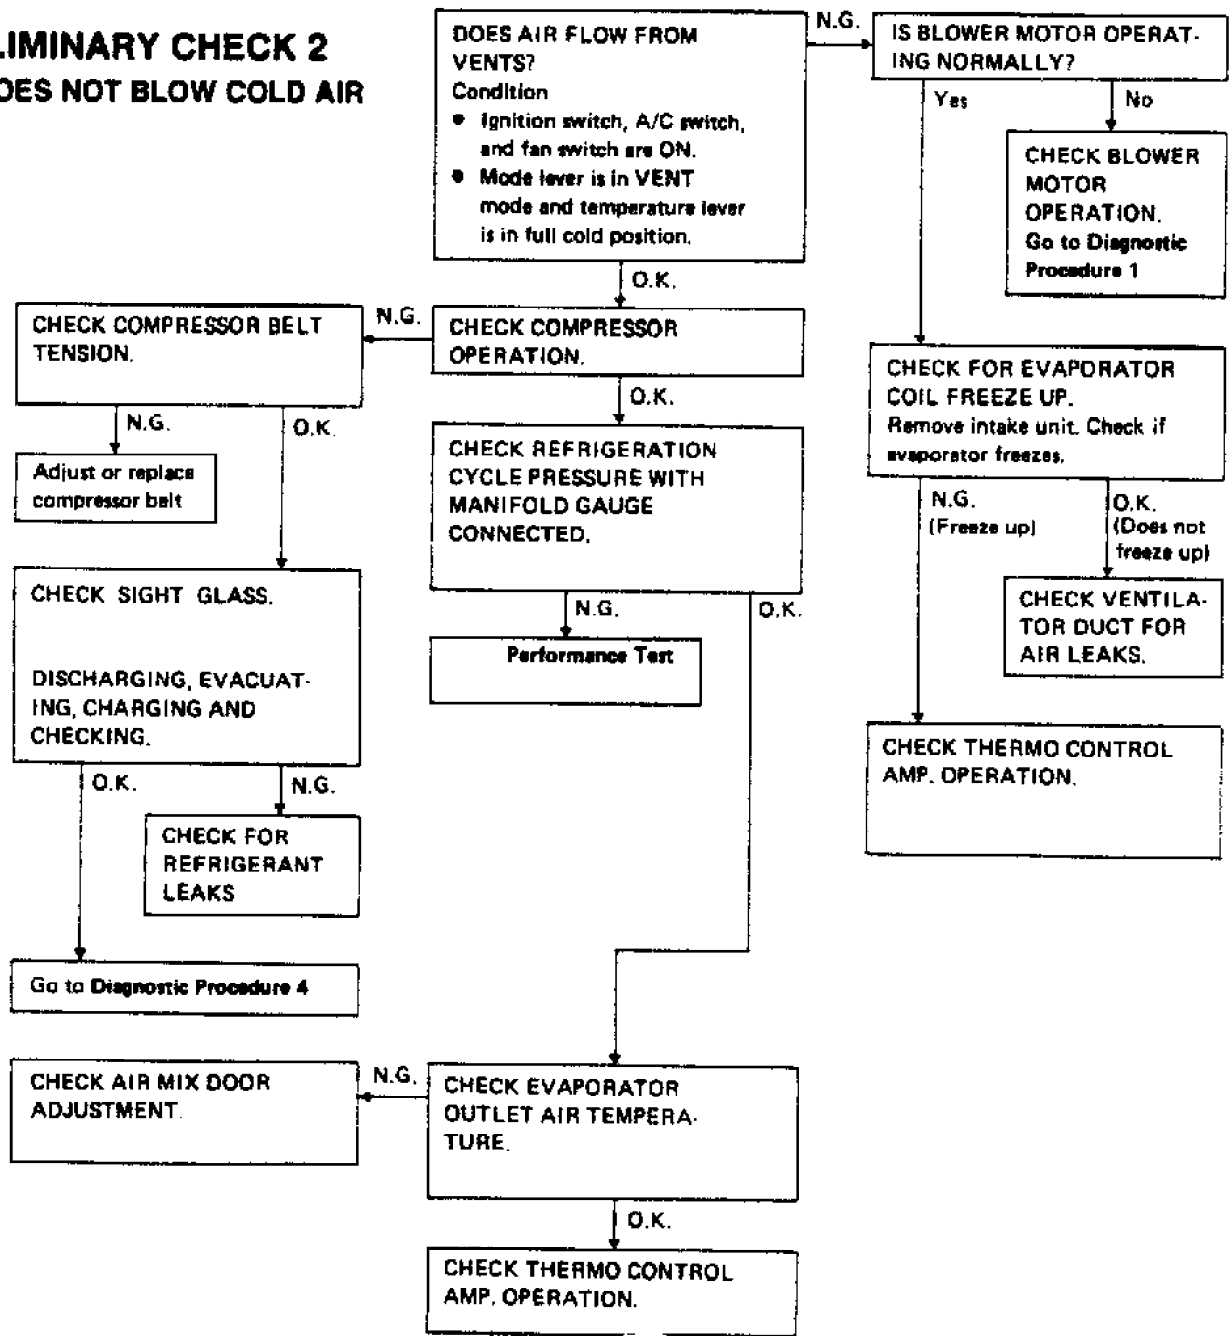 LIMINARY CHECK 2
OES NOT BLOW COLD AIR
DOES AIR FLOW FROM
VENTS?
Condition
• Ignition switch, A/C switch,
and fan switch are ON.
• Mode lever is in VENT
mode and temperature lever
is in full cold position.
N.G.
IS BLOWER MOTOR OPERAT-
ING NORMALLY?
Yes
No
CHECK BLOWER
MOTOR
OPERATION.
Go to Diagnostic
Procedure 1
O.K.
CHECK COMPRESSOR BELT
TENSION.
N.G.
CHECK COMPRESSOR
OPERATION.
CHECK FOR EVAPORATOR
COIL FREEZE UP.
Remove intake unit. Check if
evaporator freezes.
N.G.
O.K.
O.K.
Adjust or replace
compressor belt
CHECK REFRIGERATION
CYCLE PRESSURE WITH
MANIFOLD GAUGE
CONNECTED.
N.G.
(Freeze up)
O.K.
(Does not
freeze up)
CHECK SIGHT GLASS.
DISCHARGING, EVACUAT-
ING, CHARGING AND
CHECKING.
N.G.
O.K.
Performance Test
CHECK VENTILA-
TOR DUCT FOR
AIR LEAKS.
CHECK THERMO CONTROL
AMP. OPERATION.
O.K.
N.G.
CHECK FOR
REFRIGERANT
LEAKS
Go to Diagnostic Procedure 4
CHECK AIR MIX DOOR
ADJUSTMENT.
N.G.
CHECK EVAPORATOR
OUTLET AIR TEMPERA-
TURE.
O.K.
CHECK THERMO CONTROL
AMP. OPERATION.